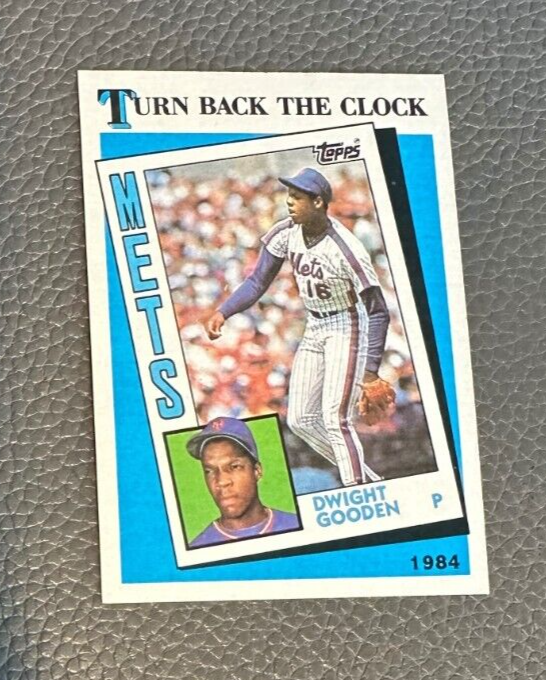 TURN BACK THE CLOCK
Topps
METS
Mets
16
DWIGHT
GOODEN P
1984